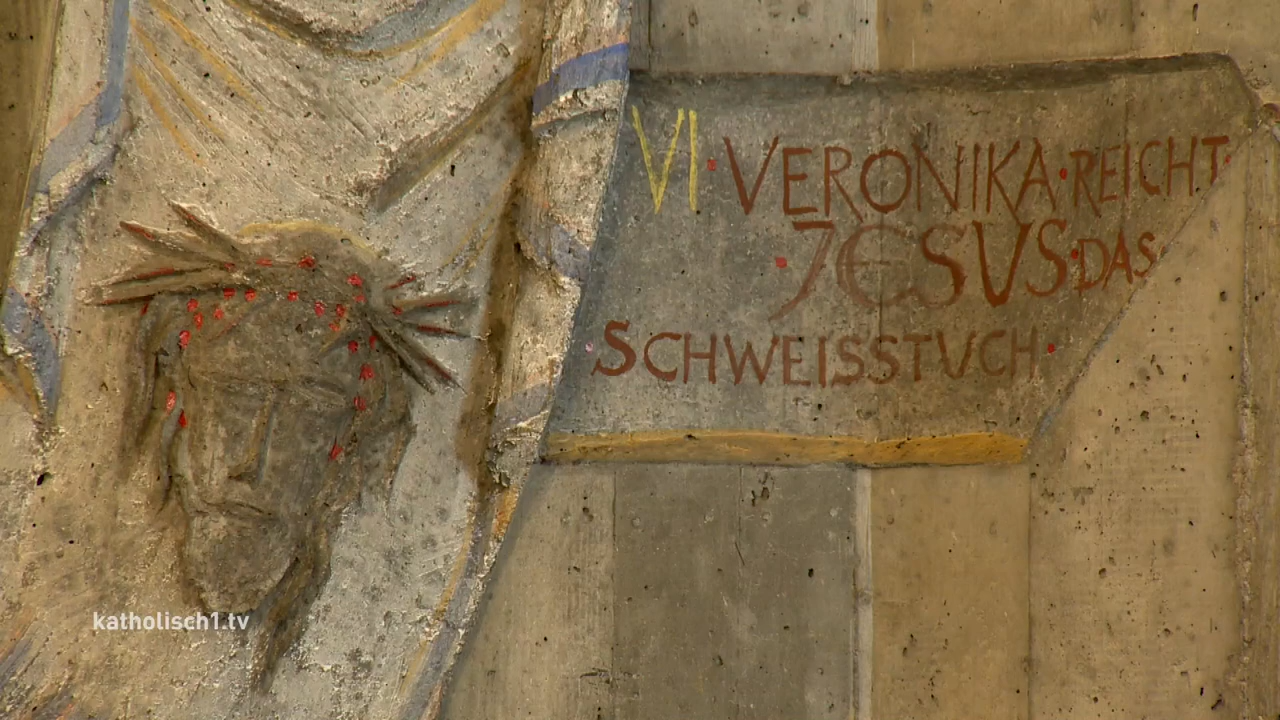 VI·VERONIKA·REICHT·
·JESUS·DAS
·SCHWEISSTUCH·
katholisch1.tv